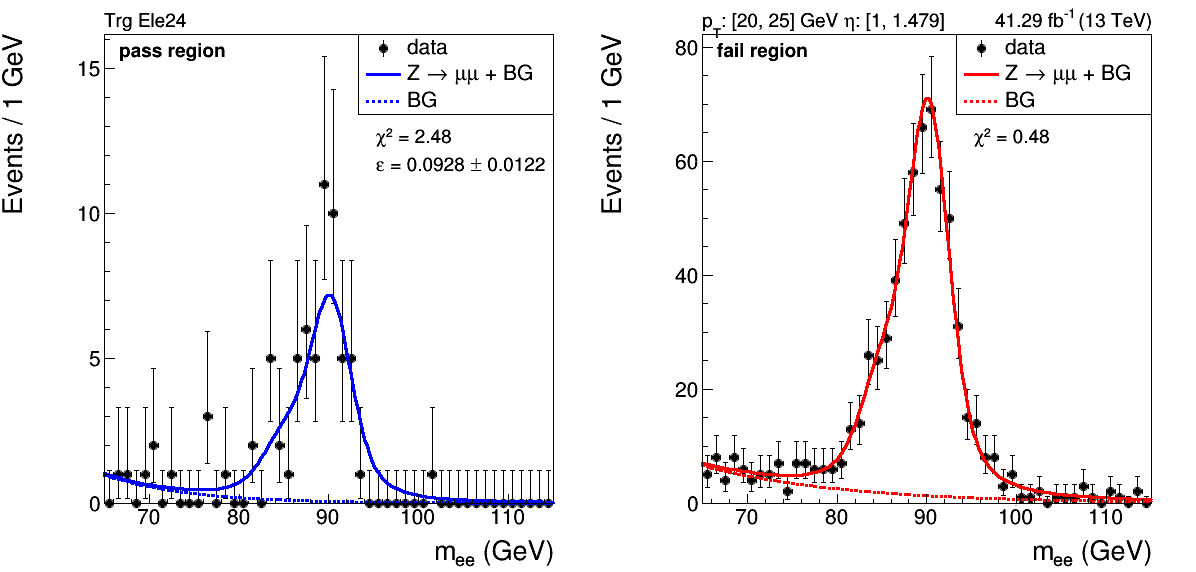 Trg Ele24
pass region
data
Z → μμ + BG
BG
χ² = 2.48
ε = 0.0928 ± 0.0122
Events / 1 GeV
15
10
5
0
70 80 90 100 110
m_ee (GeV)
p_T: [20, 25] GeV η: [1, 1.479] 41.29 fb⁻¹ (13 TeV)
fail region
data
Z → μμ + BG
BG
χ² = 0.48
Events / 1 GeV
80
60
40
20
0
70 80 90 100 110
m_ee (GeV)